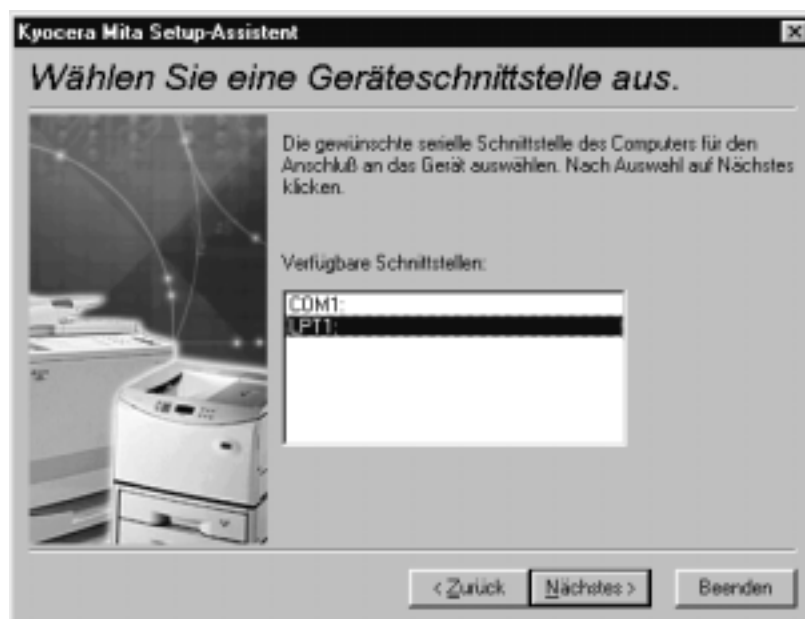 Kyocera Mita Setup-Assistent
Wählen Sie eine Geräteschnittstelle aus.
Die gewünschte serielle Schnittstelle des Computers für den
Anschluß an das Gerät auswählen. Nach Auswahl auf Nächstes
klicken.
Verfügbare Schnittstellen:
COM1:
LPT1:
< Zurück
Nächstes >
Beenden